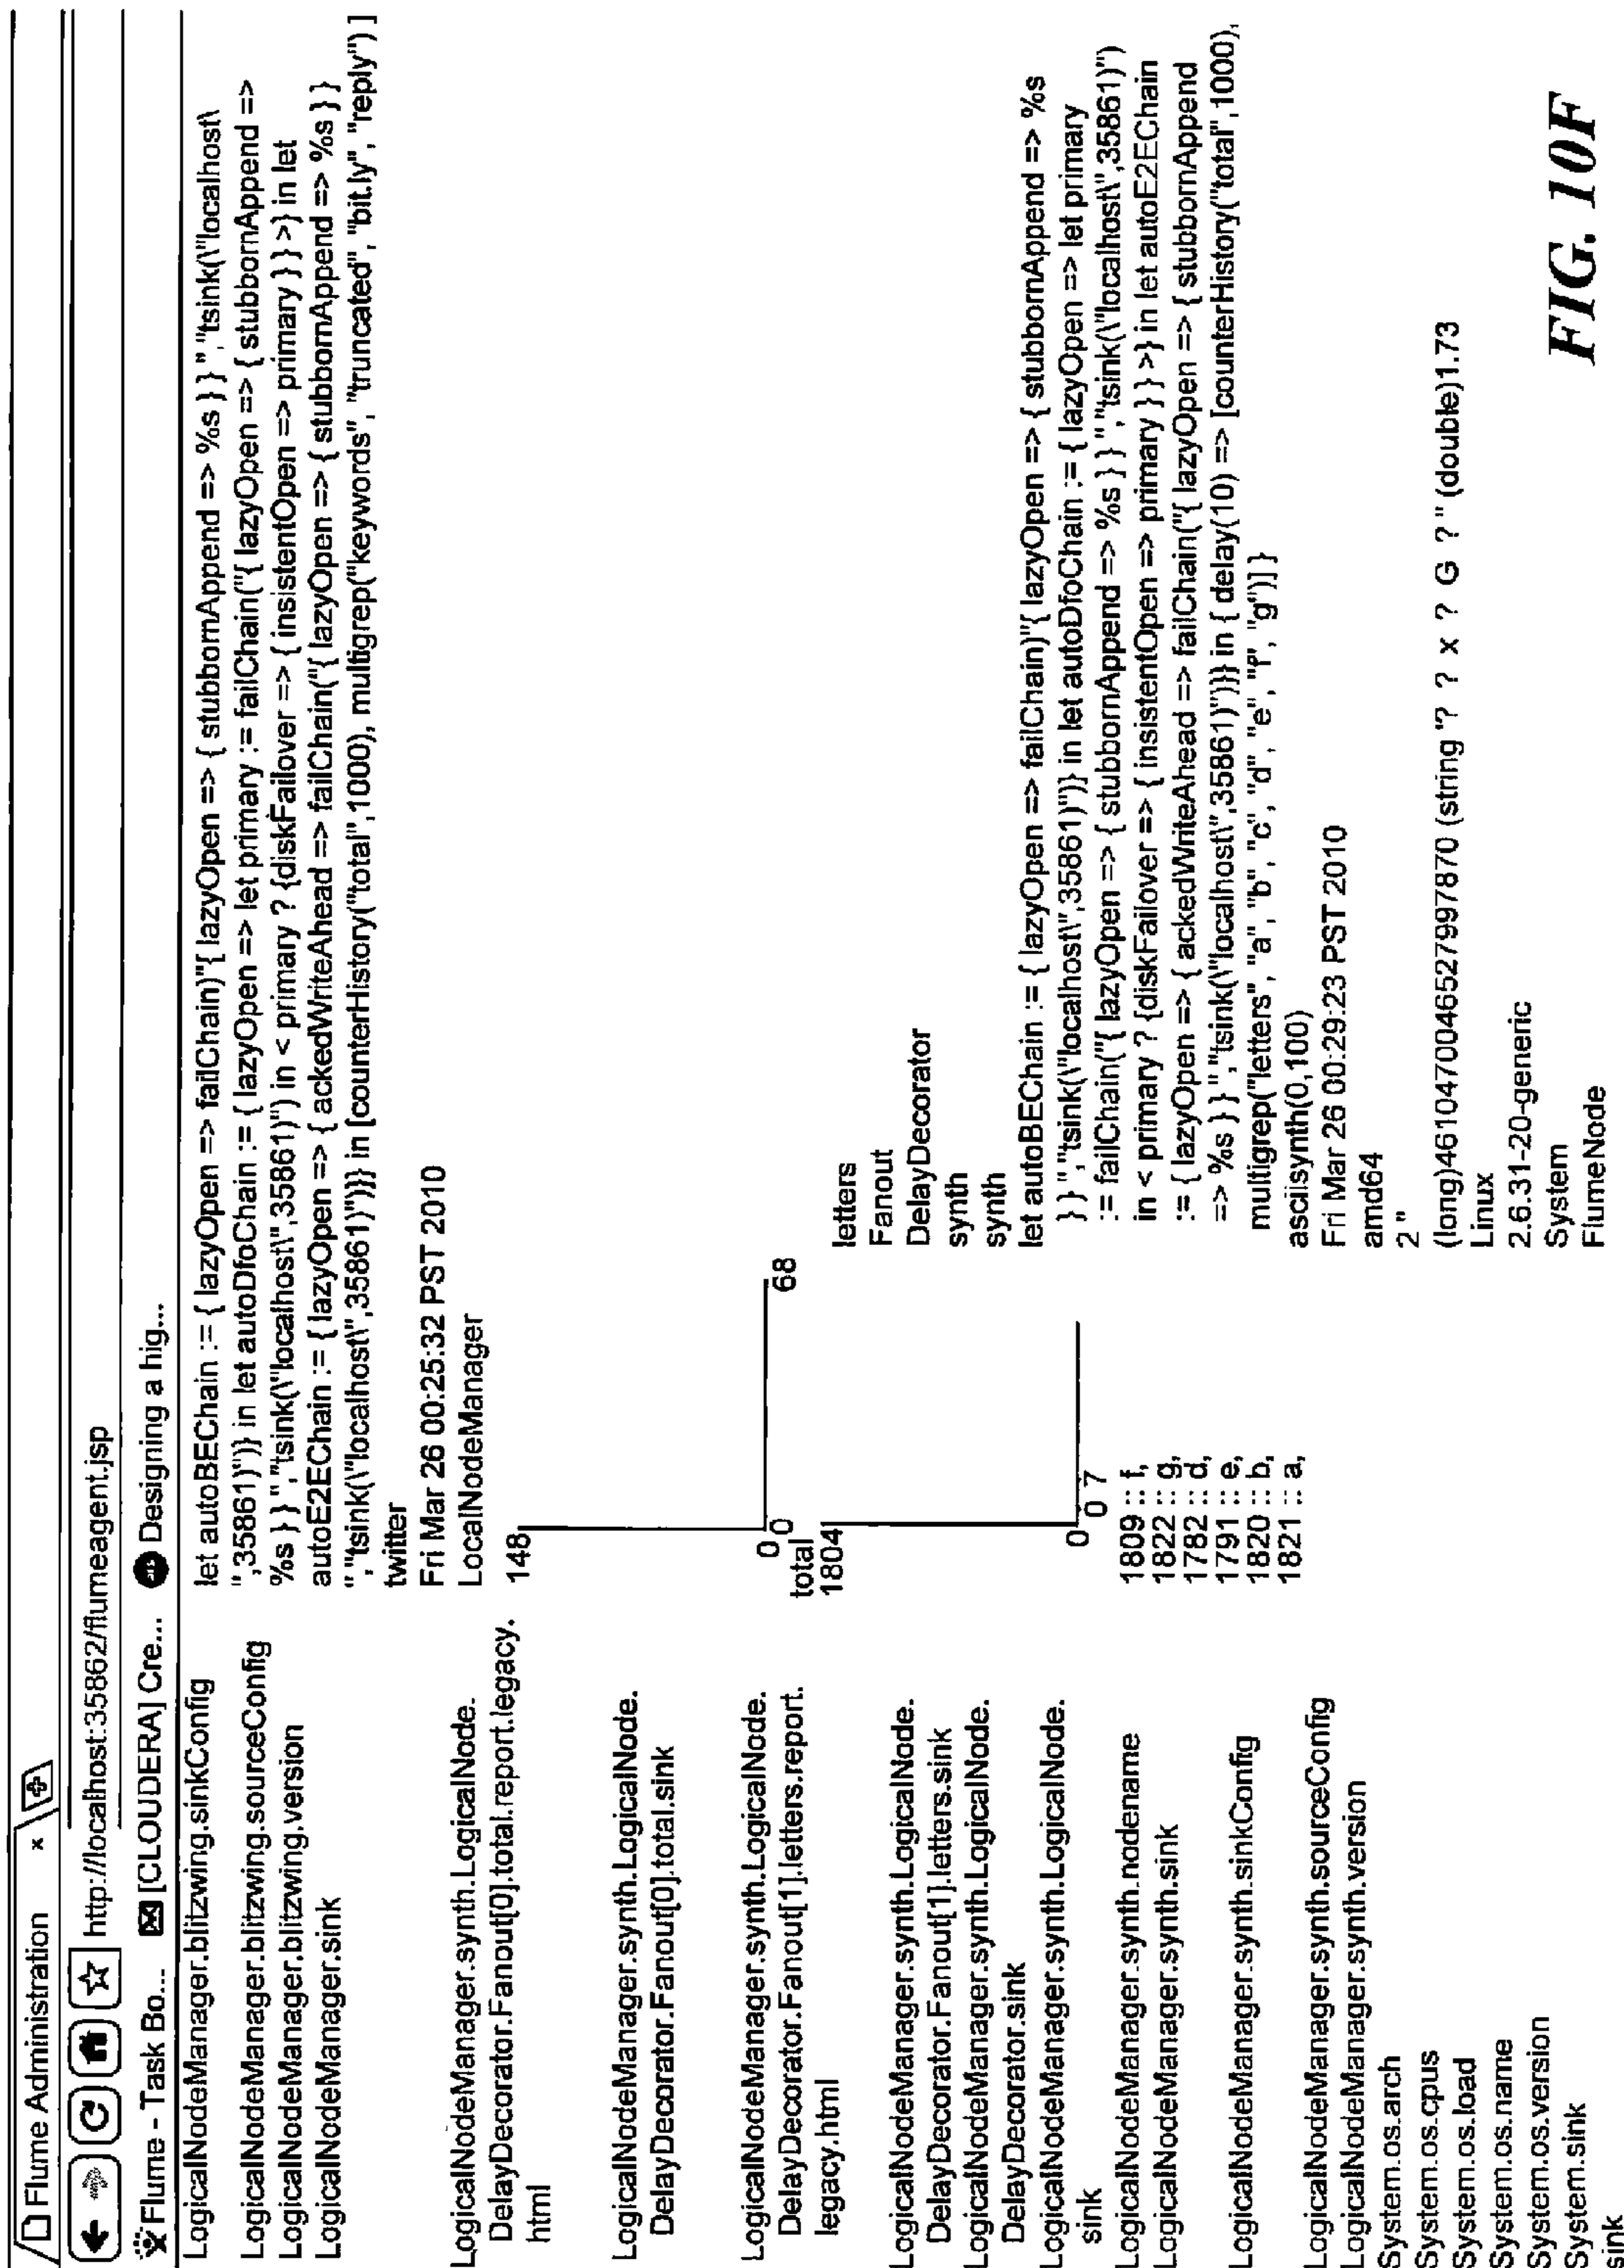 Flume Administration x
http://localhost:35862/flumeagent.jsp
Flume - Task Bo... [CLOUDERA] Cre... Designing a hig...
LogicalNodeManager.blitzwing.sinkConfig
let autoBEChain := { lazyOpen => failChain)"{ lazyOpen => { stubbornAppend => %s } } ","tsink(\"localhost\
",35861)")} in let autoDfoChain := { lazyOpen => let primary := failChain("{ lazyOpen => { stubbornAppend =>
%s } } ","tsink(\"localhost\",35861)") in < primary ? {diskFailover => { insistentOpen => primary } } >} in let
autoE2EChain := { lazyOpen => { ackedWriteAhead => failChain("{ lazyOpen => { stubbornAppend => %s } }
","tsink(\"localhost\",35861)")}} in [counterHistory("total",1000), multigrep("keywords", "truncated", "bit.ly", "reply") ]
LogicalNodeManager.blitzwing.sourceConfig
twitter
LogicalNodeManager.blitzwing.version
Fri Mar 26 00:25:32 PST 2010
LogicalNodeManager.sink
LocalNodeManager
LogicalNodeManager.synth.LogicalNode.
DelayDecorator.Fanout[0].total.report.legacy.
html
148
0
0
68
LogicalNodeManager.synth.LogicalNode.
DelayDecorator.Fanout[0].total.sink
total
LogicalNodeManager.synth.LogicalNode.
DelayDecorator.Fanout[1].letters.report.
legacy.html
1804
0
0 7
1809 :: f,
1822 :: g,
1782 :: d,
1791 :: e,
1820 :: b,
1821 :: a,
LogicalNodeManager.synth.LogicalNode.
DelayDecorator.Fanout[1].letters.sink
letters
LogicalNodeManager.synth.LogicalNode.
DelayDecorator.sink
Fanout
LogicalNodeManager.synth.LogicalNode.
sink
DelayDecorator
LogicalNodeManager.synth.nodename
synth
LogicalNodeManager.synth.sink
synth
LogicalNodeManager.synth.sinkConfig
let autoBEChain := { lazyOpen => failChain)"{ lazyOpen => { stubbornAppend => %s
} } ","tsink(\"localhost\",35861)")} in let autoDfoChain := { lazyOpen => let primary
:= failChain("{ lazyOpen => { stubbornAppend => %s } } ","tsink(\"localhost\",35861)")
in < primary ? {diskFailover => { insistentOpen => primary } } >} in let autoE2EChain
:= { lazyOpen => { ackedWriteAhead => failChain("{ lazyOpen => { stubbornAppend
=> %s } } ","tsink(\"localhost\",35861)")}} in { delay(10) => [counterHistory("total",1000),
multigrep("letters", "a", "b", "c", "d", "e", "f", "g")] }
LogicalNodeManager.synth.sourceConfig
asciisynth(0,100)
LogicalNodeManager.synth.version
Fri Mar 26 00:29:23 PST 2010
System.os.arch
amd64
System.os.cpus
2 "
System.os.load
(long)4610470046527997870 (string '? ? x ? G ? " (double)1.73
System.os.name
Linux
System.os.version
2.6.31-20-generic
System.sink
System
sink
FlumeNode
FIG. 10F